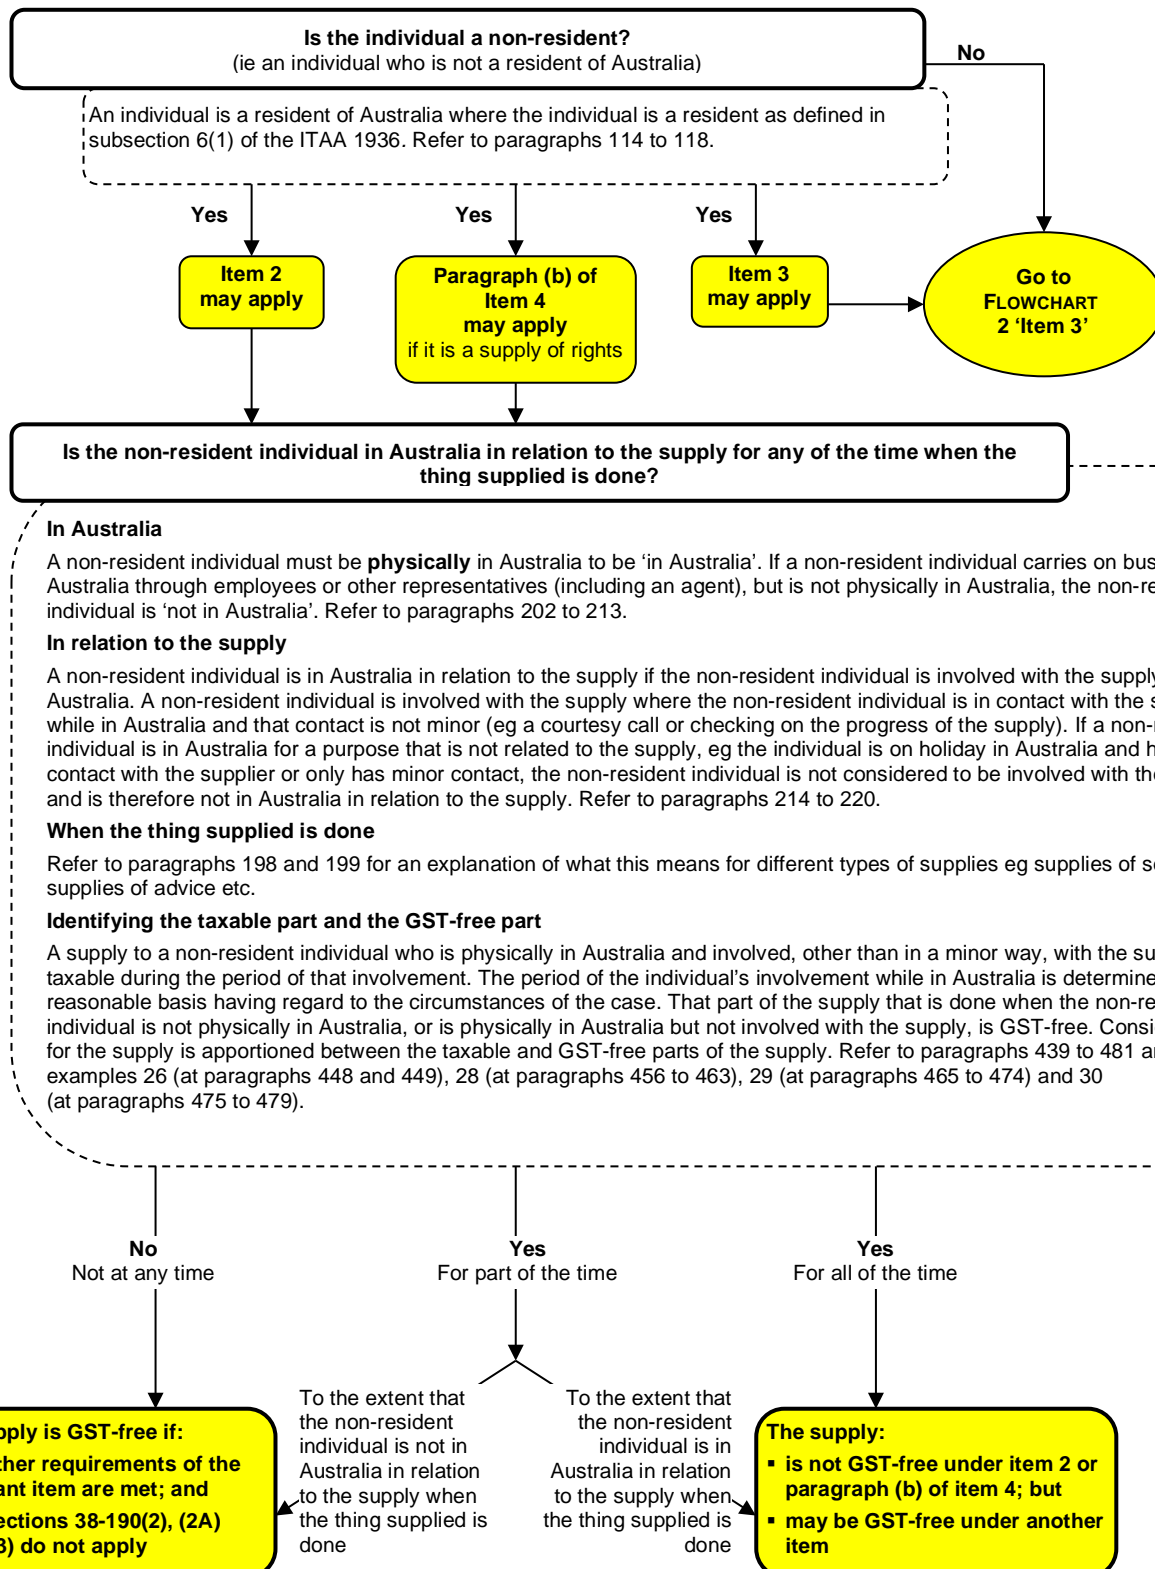 Is the individual a non-resident?
(ie an individual who is not a resident of Australia)
No
An individual is a resident of Australia where the individual is a resident as defined in
subsection 6(1) of the ITAA 1936. Refer to paragraphs 114 to 118.
Yes
Yes
Yes
Item 2
may apply
Paragraph (b) of
Item 4
may apply
if it is a supply of rights
Item 3
may apply
Go to
FLOWCHART
2 ‘Item 3’
Is the non-resident individual in Australia in relation to the supply for any of the time when the
thing supplied is done?
In Australia
A non-resident individual must be physically in Australia to be ‘in Australia’. If a non-resident individual carries on bus
Australia through employees or other representatives (including an agent), but is not physically in Australia, the non-re
individual is ‘not in Australia’. Refer to paragraphs 202 to 213.
In relation to the supply
A non-resident individual is in Australia in relation to the supply if the non-resident individual is involved with the supply
Australia. A non-resident individual is involved with the supply where the non-resident individual is in contact with the s
while in Australia and that contact is not minor (eg a courtesy call or checking on the progress of the supply). If a non-r
individual is in Australia for a purpose that is not related to the supply, eg the individual is on holiday in Australia and h
contact with the supplier or only has minor contact, the non-resident individual is not considered to be involved with the
and is therefore not in Australia in relation to the supply. Refer to paragraphs 214 to 220.
When the thing supplied is done
Refer to paragraphs 198 and 199 for an explanation of what this means for different types of supplies eg supplies of se
supplies of advice etc.
Identifying the taxable part and the GST-free part
A supply to a non-resident individual who is physically in Australia and involved, other than in a minor way, with the su
taxable during the period of that involvement. The period of the individual’s involvement while in Australia is determine
reasonable basis having regard to the circumstances of the case. That part of the supply that is done when the non-re
individual is not physically in Australia, or is physically in Australia but not involved with the supply, is GST-free. Consi
for the supply is apportioned between the taxable and GST-free parts of the supply. Refer to paragraphs 439 to 481 ar
examples 26 (at paragraphs 448 and 449), 28 (at paragraphs 456 to 463), 29 (at paragraphs 465 to 474) and 30
(at paragraphs 475 to 479).
No
Not at any time
Yes
For part of the time
Yes
For all of the time
pply is GST-free if:
ther requirements of the
ant item are met; and
ections 38-190(2), (2A)
3) do not apply
To the extent that
the non-resident
individual is not in
Australia in relation
to the supply when
the thing supplied is
done
To the extent that
the non-resident
individual is in
Australia in relation
to the supply when
the thing supplied is
done
The supply:
▪ is not GST-free under item 2 or
paragraph (b) of item 4; but
▪ may be GST-free under another
item